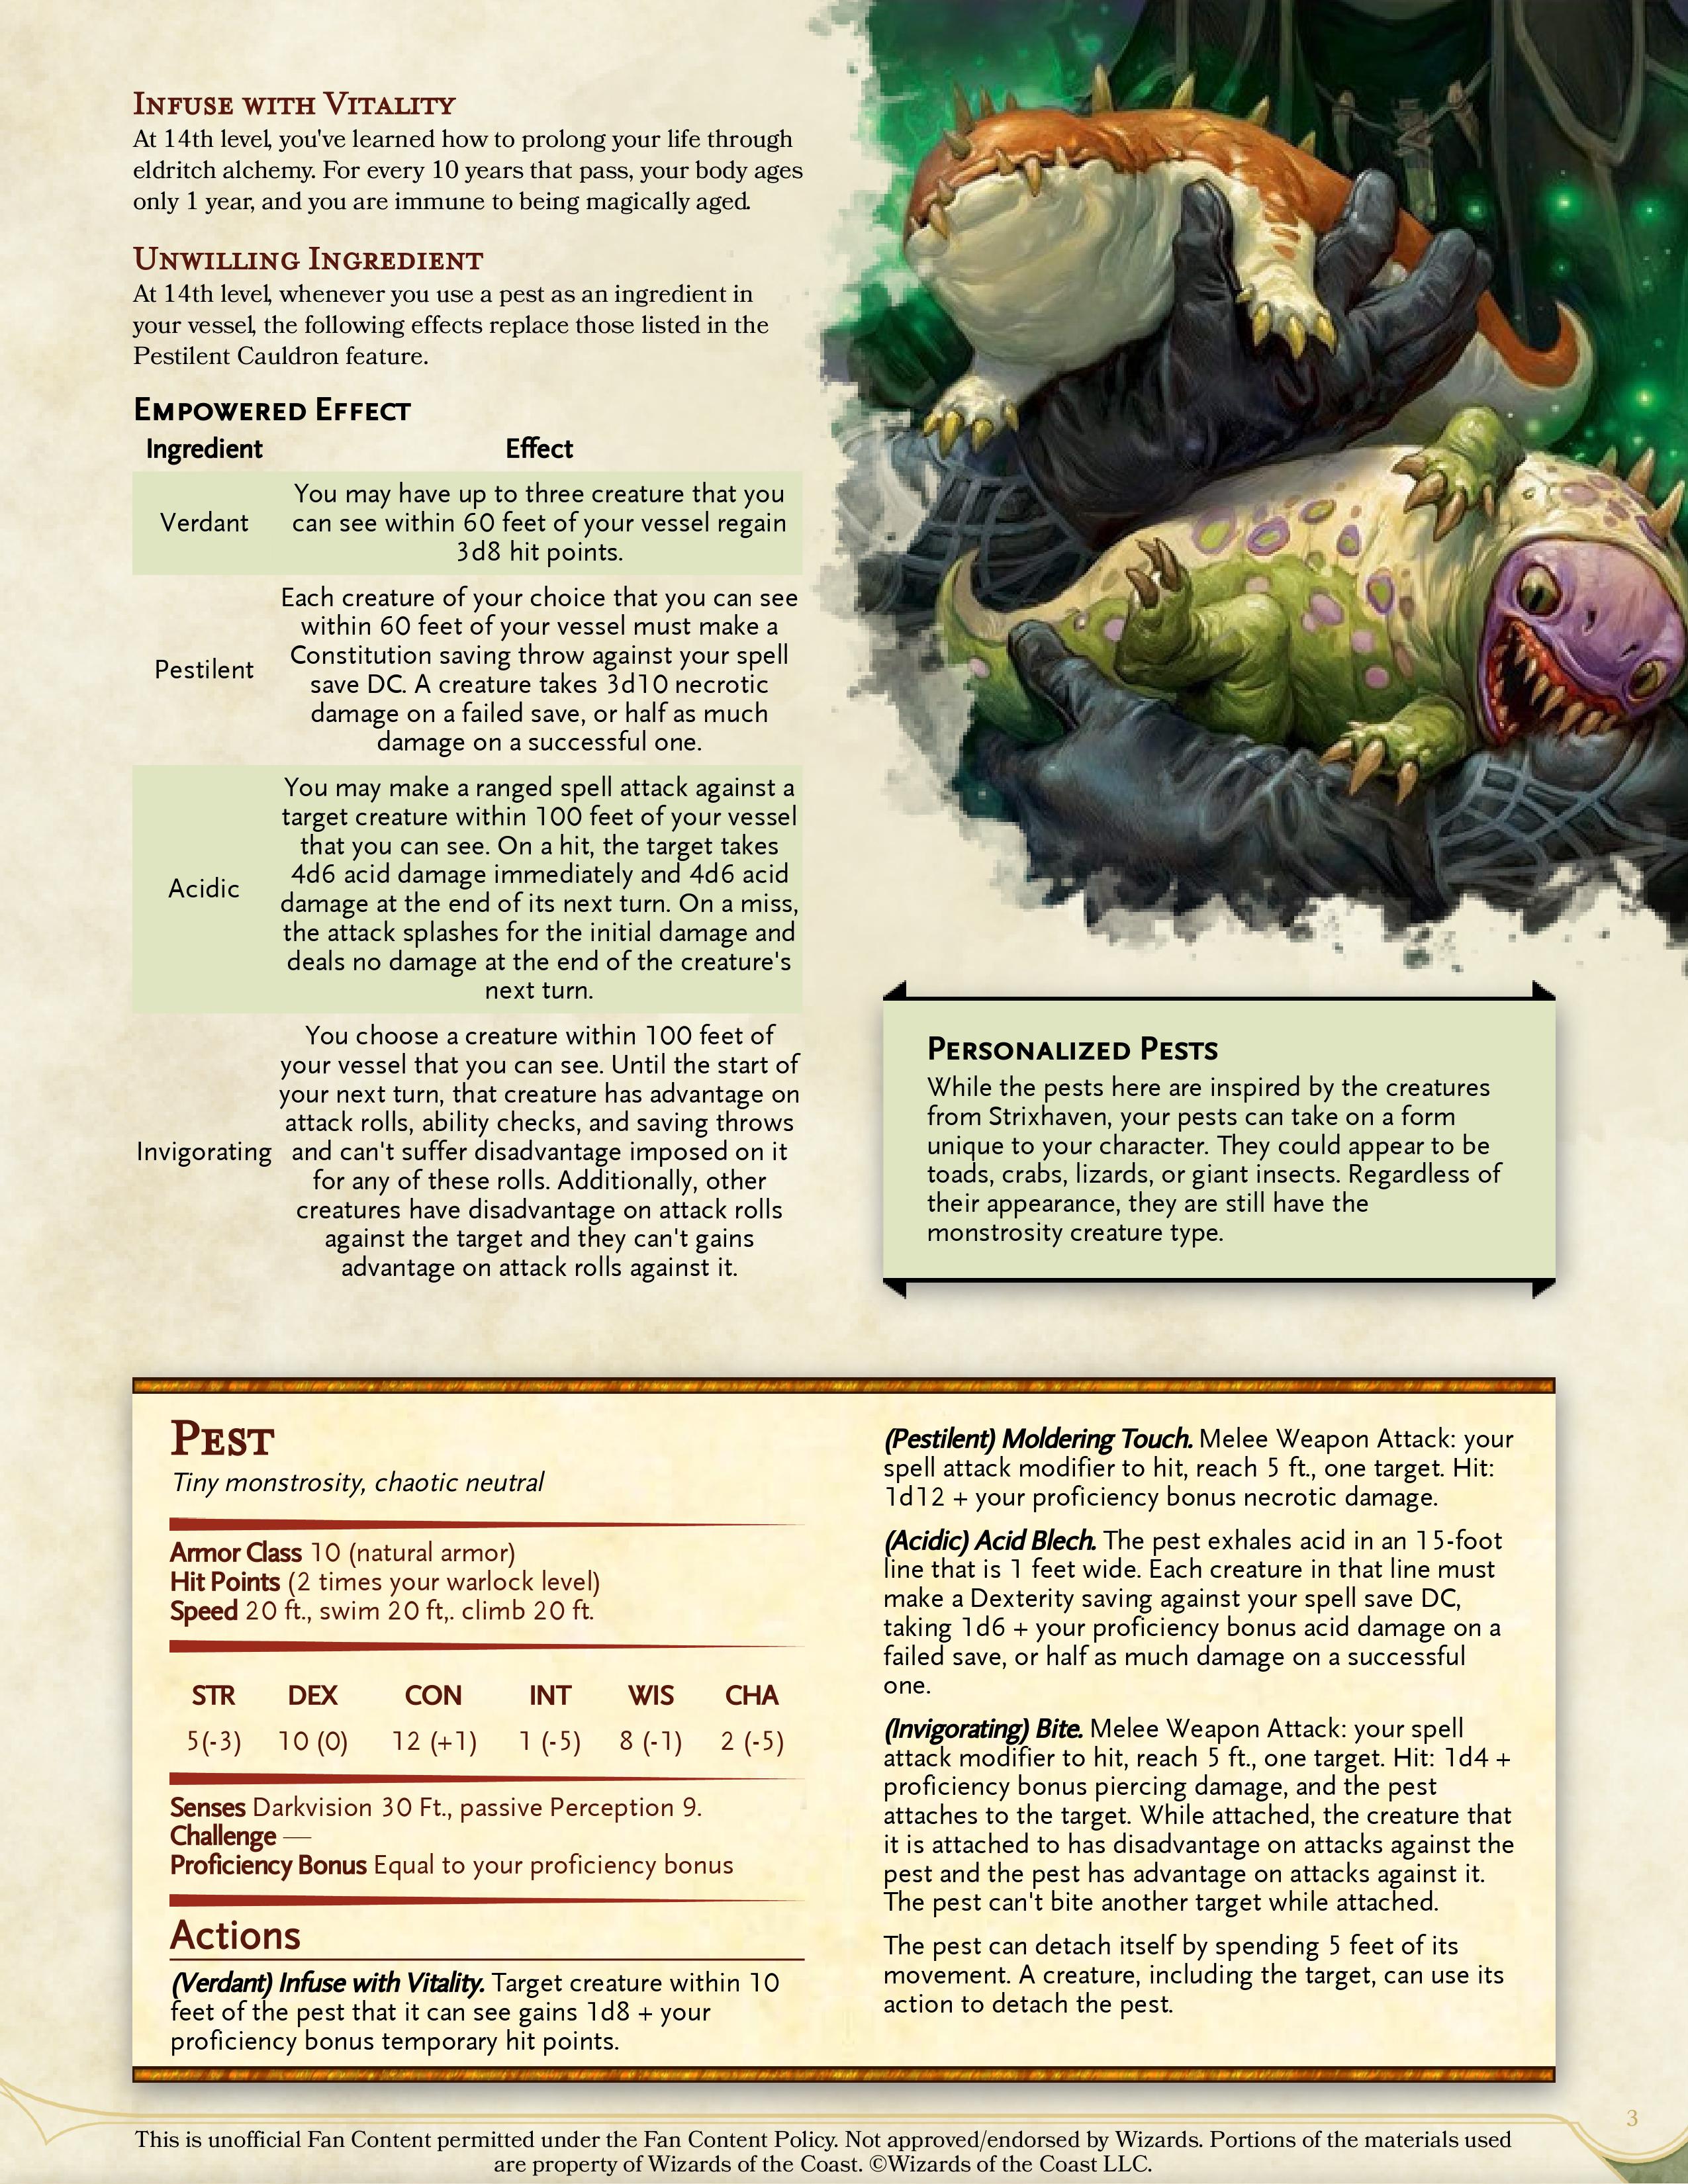 Infuse with Vitality
At 14th level, you've learned how to prolong your life through
eldritch alchemy. For every 10 years that pass, your body ages
only 1 year, and you are immune to being magically aged.
Unwilling Ingredient
At 14th level, whenever you use a pest as an ingredient in
your vessel, the following effects replace those listed in the
Pestilent Cauldron feature.
Empowered Effect
Ingredient Effect
Verdant
You may have up to three creature that you
can see within 60 feet of your vessel regain
3d8 hit points.
Pestilent
Each creature of your choice that you can see
within 60 feet of your vessel must make a
Constitution saving throw against your spell
save DC. A creature takes 3d10 necrotic
damage on a failed save, or half as much
damage on a successful one.
Acidic
You may make a ranged spell attack against a
target creature within 100 feet of your vessel
that you can see. On a hit, the target takes
4d6 acid damage immediately and 4d6 acid
damage at the end of its next turn. On a miss,
the attack splashes for the initial damage and
deals no damage at the end of the creature's
next turn.
Invigorating
You choose a creature within 100 feet of
your vessel that you can see. Until the start of
your next turn, that creature has advantage on
attack rolls, ability checks, and saving throws
and can't suffer disadvantage imposed on it
for any of these rolls. Additionally, other
creatures have disadvantage on attack rolls
against the target and they can't gains
advantage on attack rolls against it.
Personalized Pests
While the pests here are inspired by the creatures
from Strixhaven, your pests can take on a form
unique to your character. They could appear to be
toads, crabs, lizards, or giant insects. Regardless of
their appearance, they are still have the
monstrosity creature type.
Pest
Tiny monstrosity, chaotic neutral
Armor Class 10 (natural armor)
Hit Points (2 times your warlock level)
Speed 20 ft., swim 20 ft,. climb 20 ft.
STR DEX CON INT WIS CHA
5(-3) 10 (0) 12 (+1) 1 (-5) 8 (-1) 2 (-5)
Senses Darkvision 30 Ft., passive Perception 9.
Challenge —
Proficiency Bonus Equal to your proficiency bonus
Actions
(Verdant) Infuse with Vitality. Target creature within 10
feet of the pest that it can see gains 1d8 + your
proficiency bonus temporary hit points.
(Pestilent) Moldering Touch. Melee Weapon Attack: your
spell attack modifier to hit, reach 5 ft., one target. Hit:
1d12 + your proficiency bonus necrotic damage.
(Acidic) Acid Blech. The pest exhales acid in an 15-foot
line that is 1 feet wide. Each creature in that line must
make a Dexterity saving against your spell save DC,
taking 1d6 + your proficiency bonus acid damage on a
failed save, or half as much damage on a successful
one.
(Invigorating) Bite. Melee Weapon Attack: your spell
attack modifier to hit, reach 5 ft., one target. Hit: 1d4 +
proficiency bonus piercing damage, and the pest
attaches to the target. While attached, the creature that
it is attached to has disadvantage on attacks against the
pest and the pest has advantage on attacks against it.
The pest can't bite another target while attached.
The pest can detach itself by spending 5 feet of its
movement. A creature, including the target, can use its
action to detach the pest.
3
This is unofficial Fan Content permitted under the Fan Content Policy. Not approved/endorsed by Wizards. Portions of the materials used
are property of Wizards of the Coast. ©Wizards of the Coast LLC.